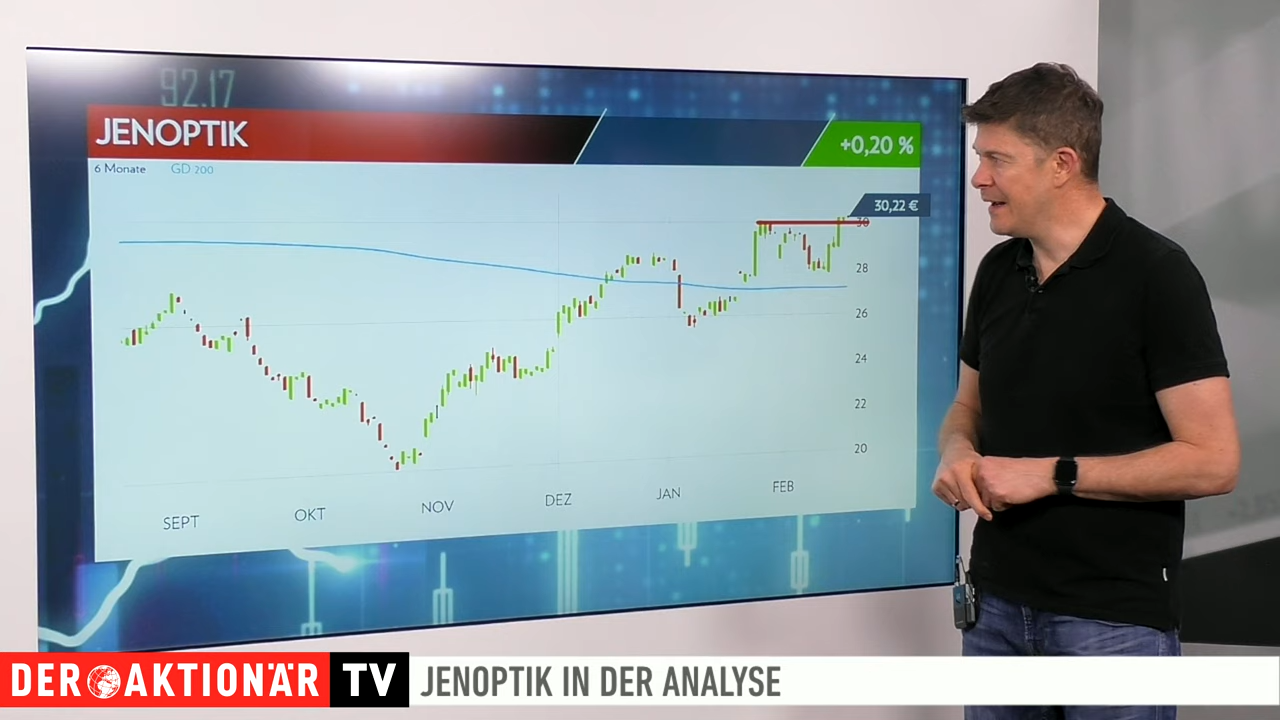 92.17
JENOPTIK
+0,20 %
6 Monate GD 200
30,22 €
30
28
26
24
22
20
SEPT OKT NOV DEZ JAN FEB
DER AKTIONÄR TV
JENOPTIK IN DER ANALYSE